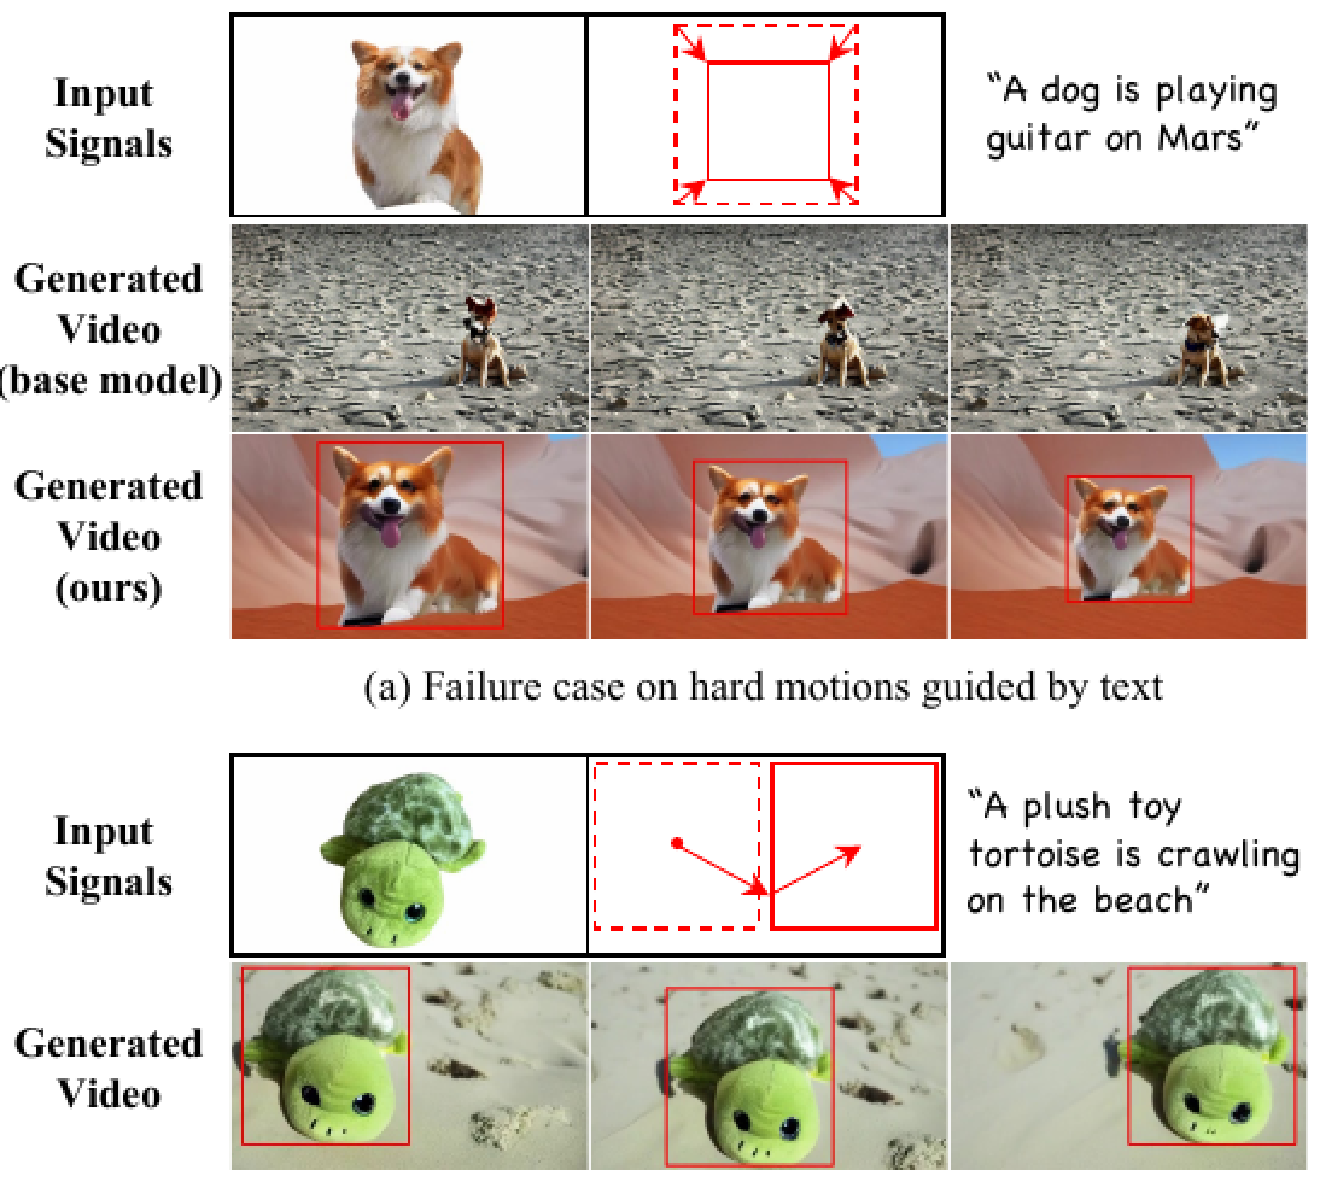 Input
Signals
“A dog is playing
guitar on Mars”
Generated
Video
(base model)
Generated
Video
(ours)
(a) Failure case on hard motions guided by text
Input
Signals
“A plush toy
tortoise is crawling
on the beach”
Generated
Video